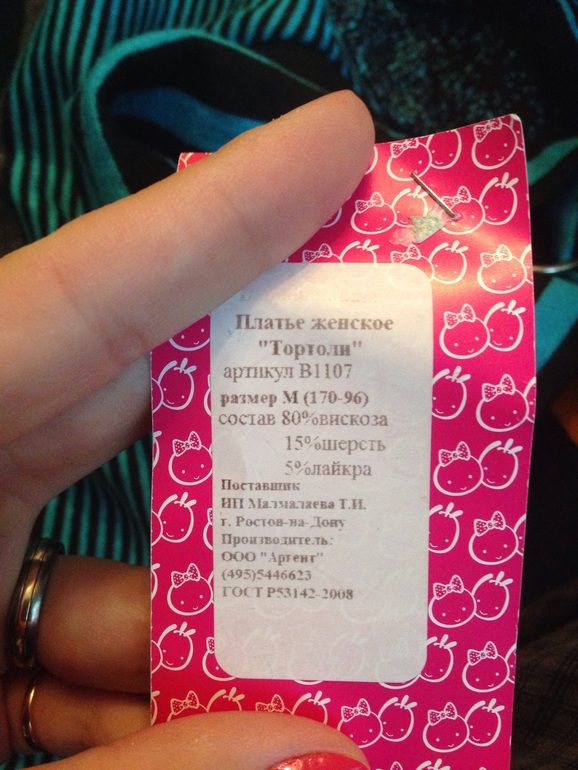 Платье женское
"Тортоли"
артикул В1107
размер М (170-96)
состав 80%вискоза
15%шерсть
5%лайкра
Поставщик
ИП Малмалаева Т.И.
г. Ростов-на-Дону
Производитель:
ООО "Аргент"
(495)5446623
ГОСТ Р53142-2008